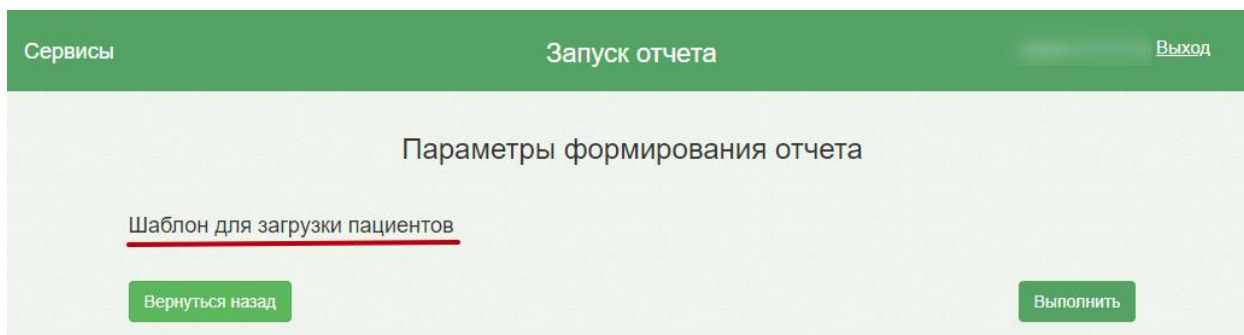 Сервисы
Запуск отчета
Выход
Параметры формирования отчета
Шаблон для загрузки пациентов
Вернуться назад
Выполнить